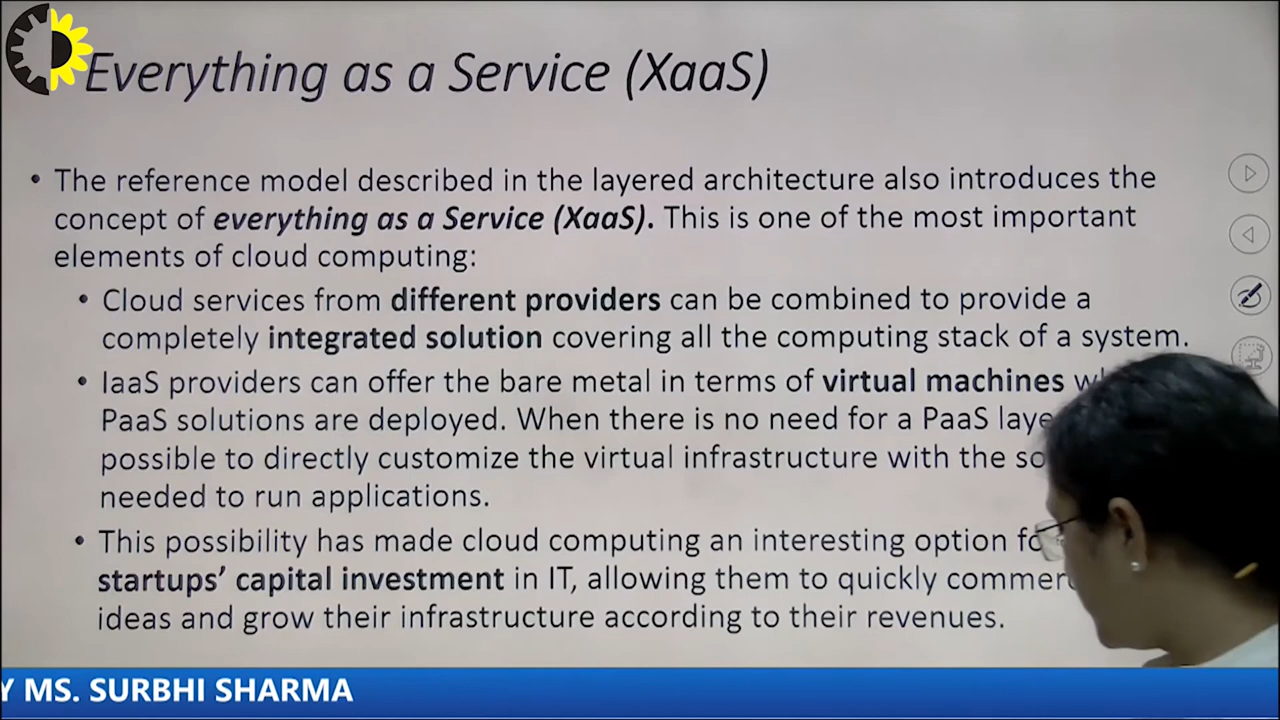 Everything as a Service (XaaS)
• The reference model described in the layered architecture also introduces the
concept of everything as a Service (XaaS). This is one of the most important
elements of cloud computing:
• Cloud services from different providers can be combined to provide a
completely integrated solution covering all the computing stack of a system.
• IaaS providers can offer the bare metal in terms of virtual machines
PaaS solutions are deployed. When there is no need for a PaaS
possible to directly customize the virtual infrastructure with the
needed to run applications.
• This possibility has made cloud computing an interesting option
startups’ capital investment in IT, allowing them to quickly
ideas and grow their infrastructure according to their revenues.
Y MS. SURBHI SHARMA